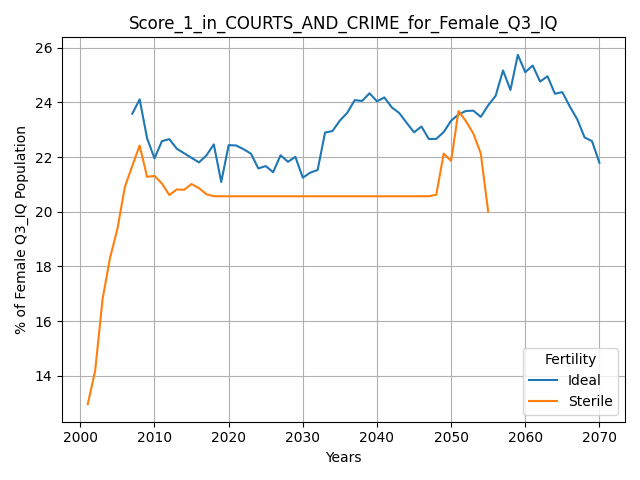 Score_1_in_COURTS_AND_CRIME_for_Female_Q3_IQ
% of Female Q3_IQ Population
26
24
22
20
18
16
14
2000 2010 2020 2030 2040 2050 2060 2070
Years
Fertility
Ideal
Sterile